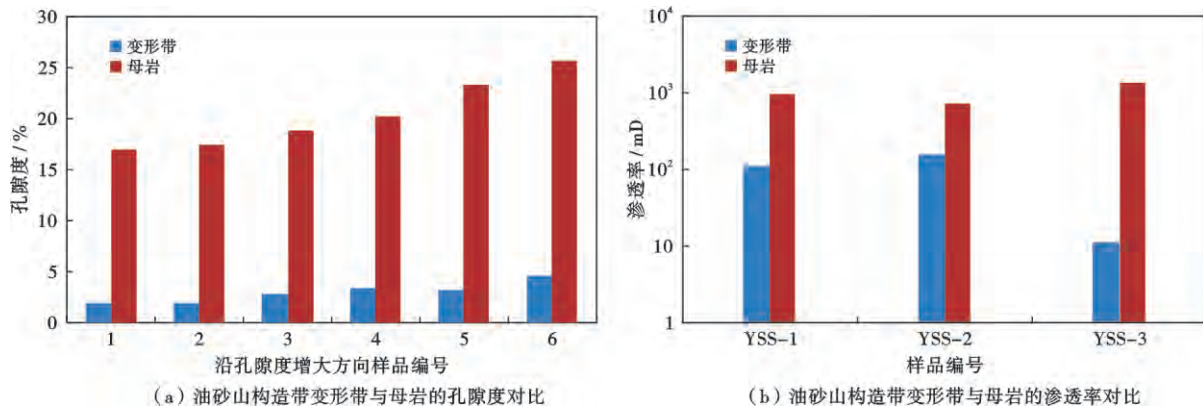 30
25
20
15
10
5
0
孔隙度/%
变形带
母岩
1 2 3 4 5 6
沿孔隙度增大方向样品编号
(a)油砂山构造带变形带与母岩的孔隙度对比
10⁴
10³
10²
10
1
渗透率/mD
变形带
母岩
YSS-1 YSS-2 YSS-3
样品编号
(b)油砂山构造带变形带与母岩的渗透率对比